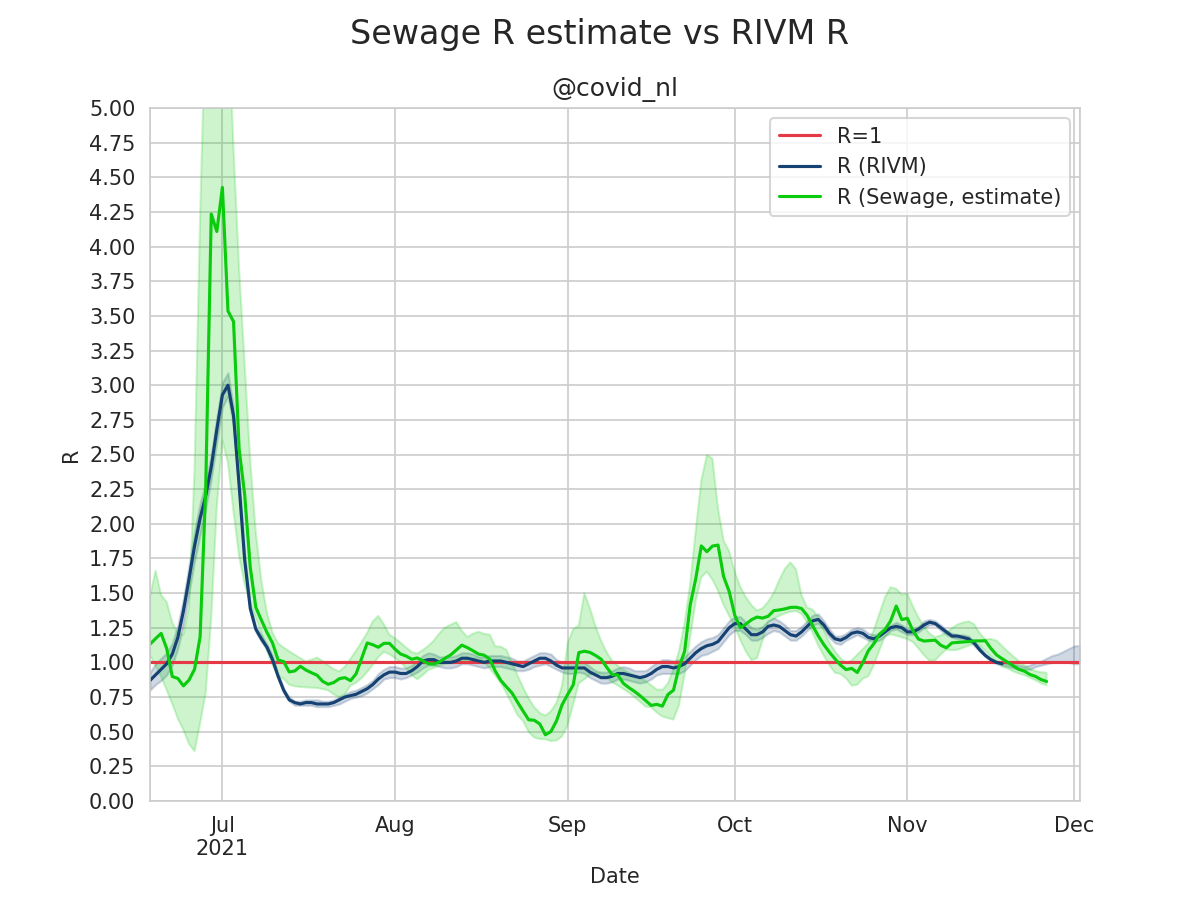 Sewage R estimate vs RIVM R
@covid_nl
R=1
R (RIVM)
R (Sewage, estimate)
5.00
4.75
4.50
4.25
4.00
3.75
3.50
3.25
3.00
2.75
2.50
2.25
2.00
1.75
1.50
1.25
1.00
0.75
0.50
0.25
0.00
R
Jul Aug Sep Oct Nov Dec
2021
Date